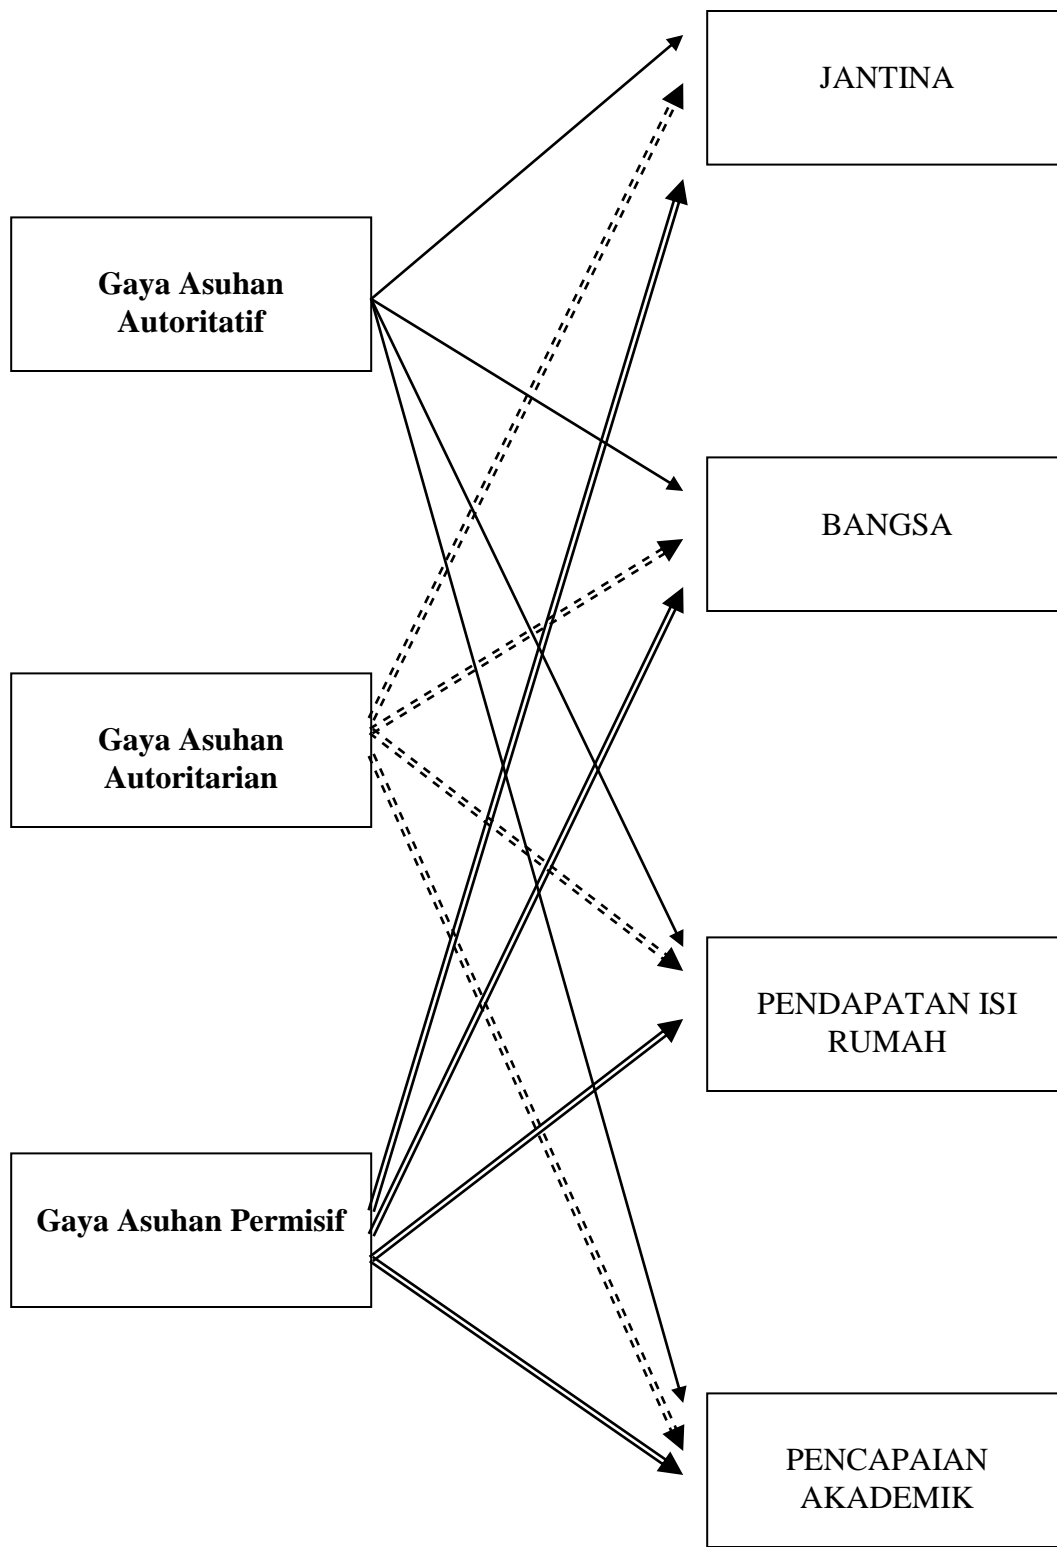 JANTINA
Gaya Asuhan
Autoritatif
BANGSA
Gaya Asuhan
Autoritarian
PENDAPATAN ISI
RUMAH
Gaya Asuhan Permisif
PENCAPAIAN
AKADEMIK